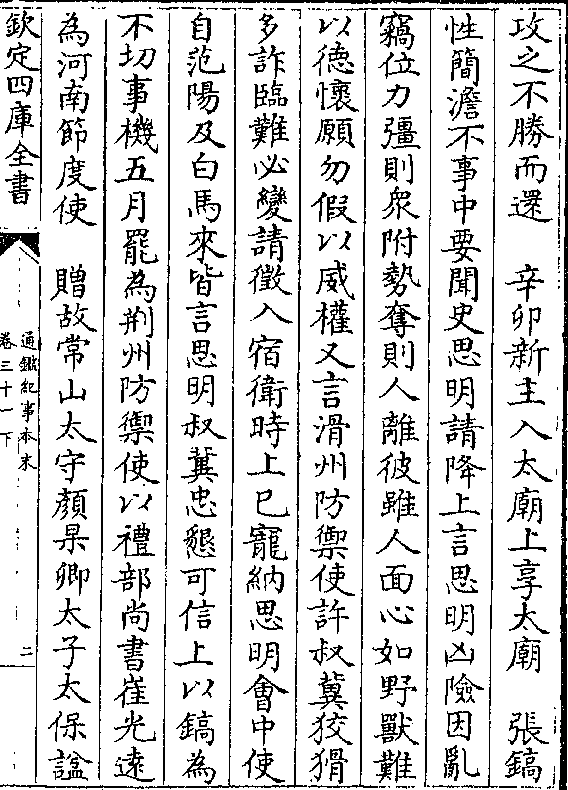 攻之不勝而還　辛卯新主入太廟上享太廟　張鎬
性簡澹不事中要聞史思明請降上言思明凶險因亂
竊位力彊則衆附勢奪則人離彼雖人面心如野獸難
以德懷願勿假以威權又言滑州防禦使許叔冀狡猾
多詐臨難必變請徵入宿衛時上已寵納思明會中使
自范陽及白馬來皆言思明叔冀忠懇可信上以鎬為
不切事機五月罷為荆州防禦使以禮部尚書崔光逺
為河南節度使　贈故常山太守顏杲卿太子太保諡
欽定四庫全書
通鑑紀事本末
卷三十一下
二